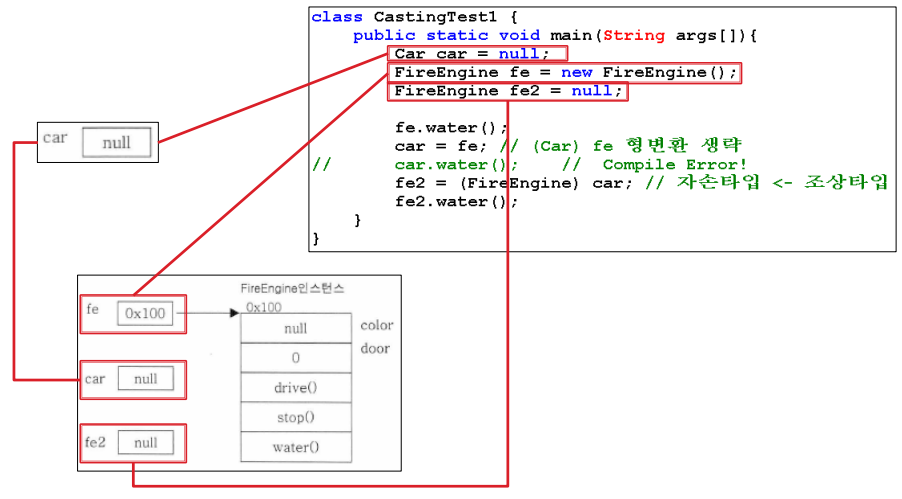 class CastingTest1 {
public static void main(String args[]){
Car car = null;
FireEngine fe = new FireEngine();
FireEngine fe2 = null;
fe.water();
car = fe; // (Car) fe 형변환 생략
// car.water(); // Compile Error!
fe2 = (FireEngine) car; // 자손타입 <- 조상타입
fe2.water();
}
}
car null
FireEngine인스턴스
fe 0x100 0x100
null color
0 door
car null drive()
stop()
fe2 null water()